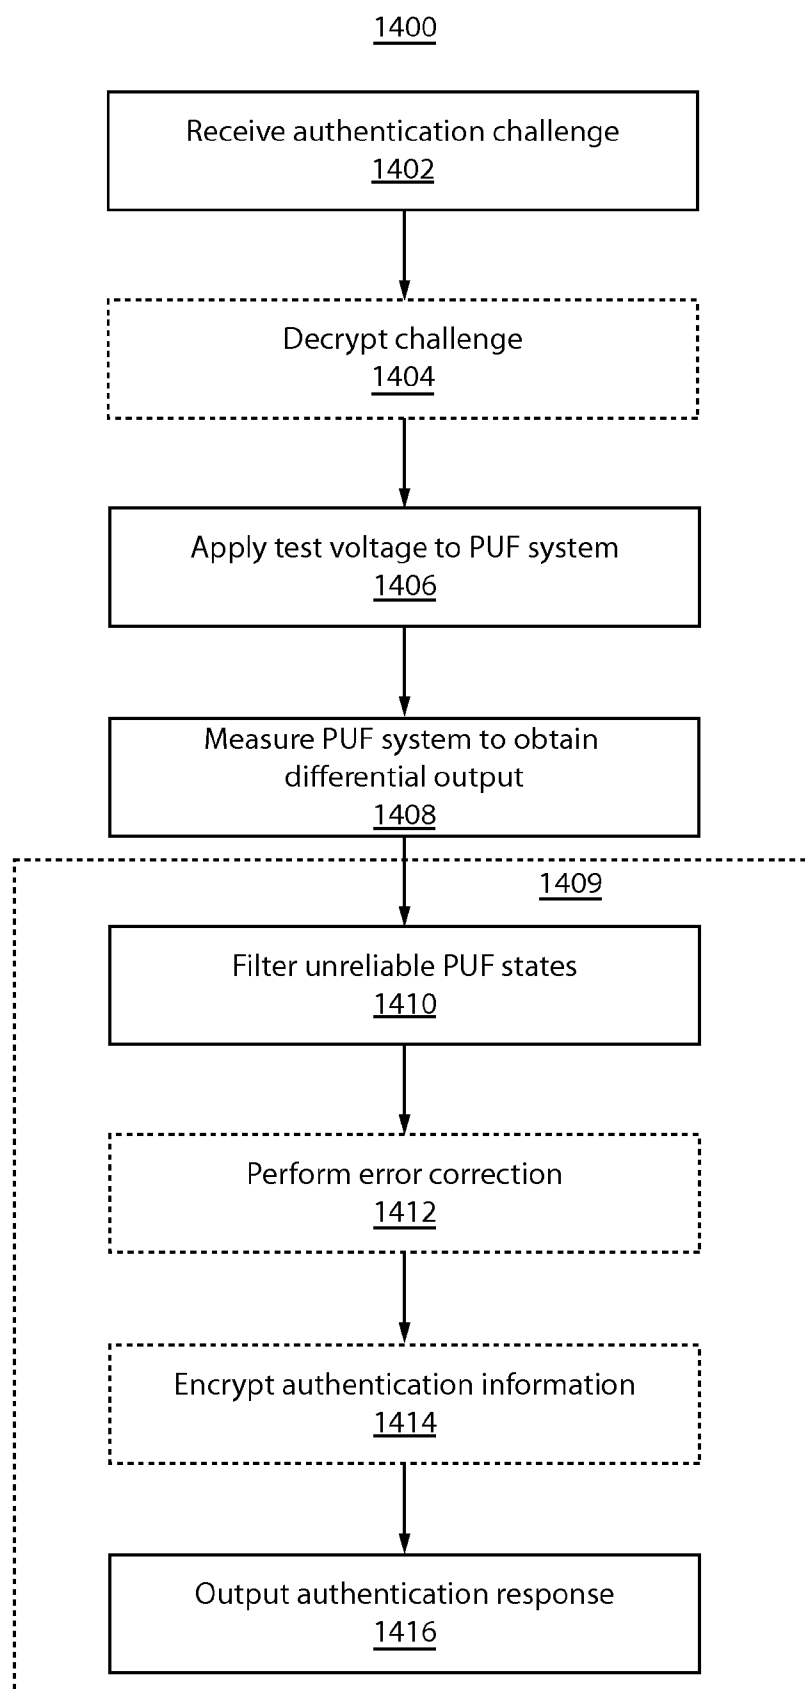 1400
Receive authentication challenge
1402
Decrypt challenge
1404
Apply test voltage to PUF system
1406
Measure PUF system to obtain
differential output
1408
1409
Filter unreliable PUF states
1410
Perform error correction
1412
Encrypt authentication information
1414
Output authentication response
1416